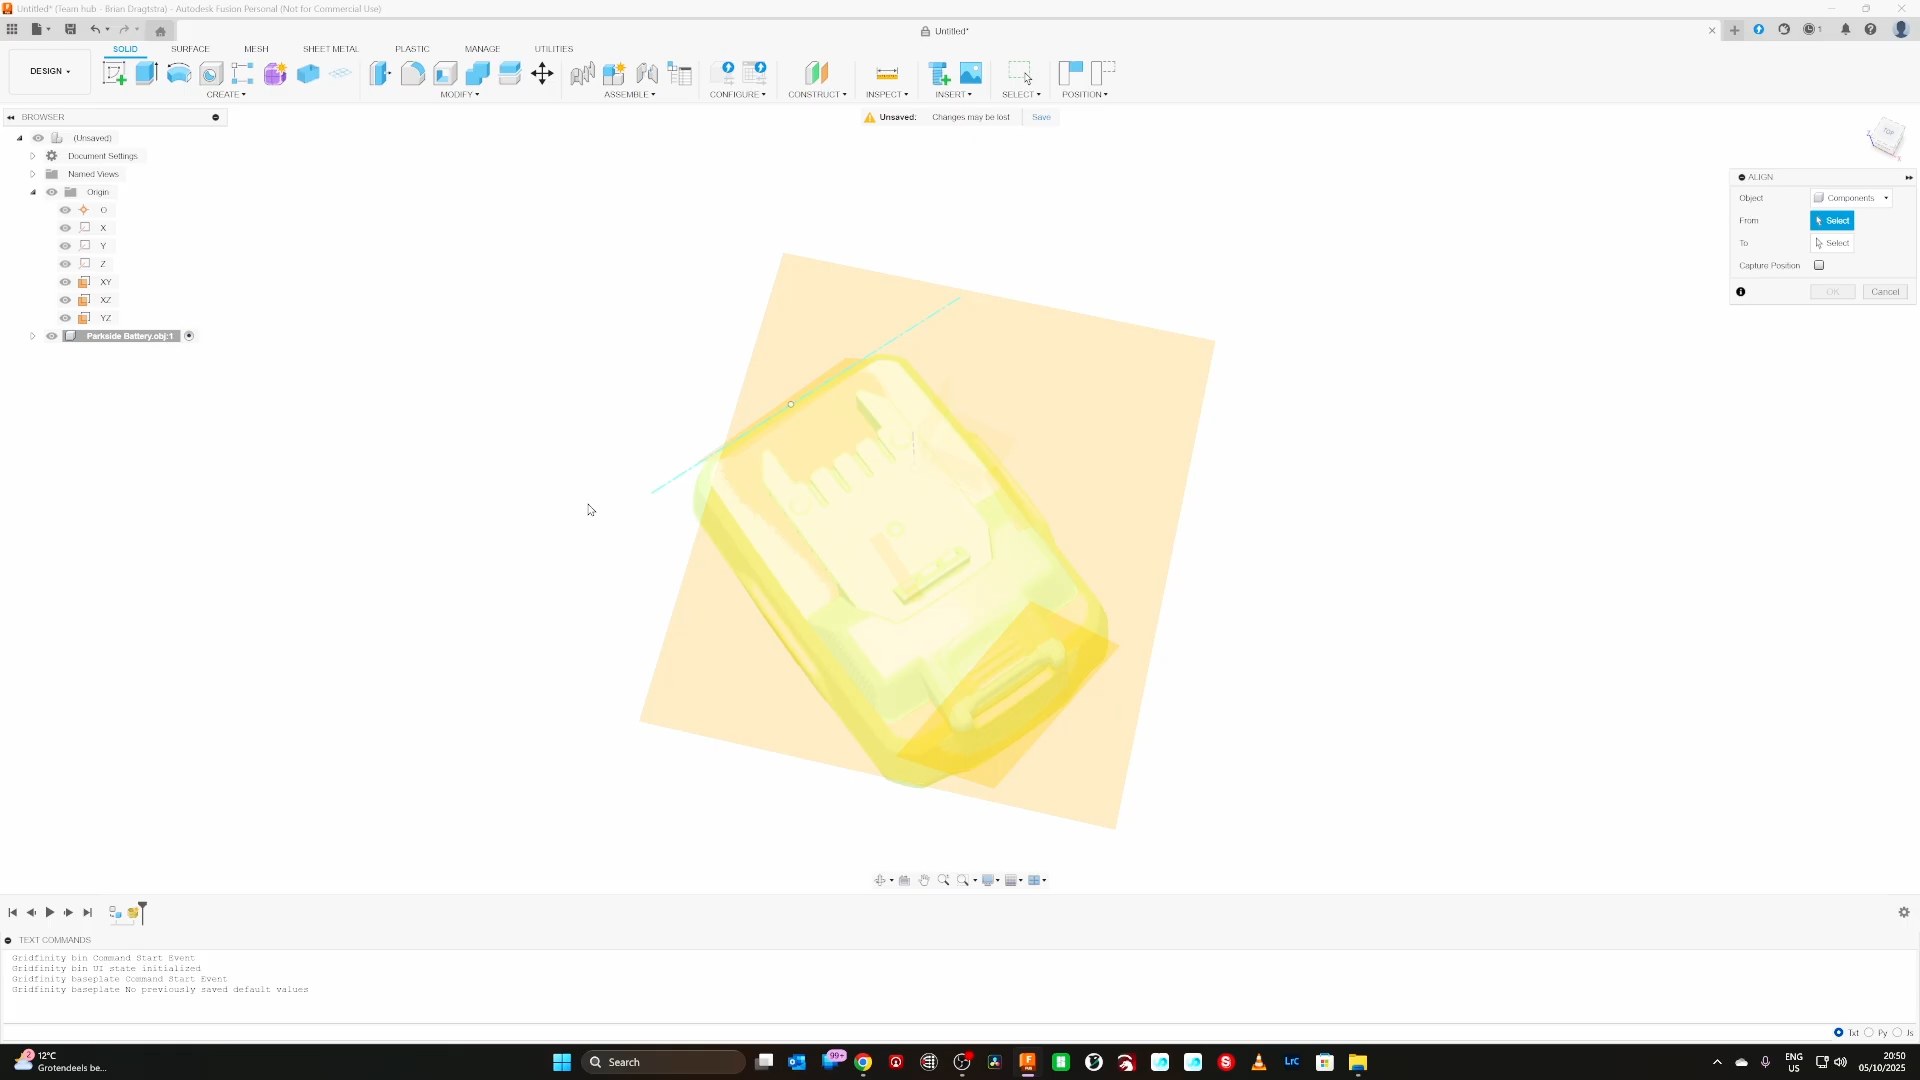 Untitled* (Team hub - Brian Dragtstra) - Autodesk Fusion Personal (Not for Commercial Use)
Untitled*
1
SOLID SURFACE MESH SHEET METAL PLASTIC MANAGE UTILITIES
DESIGN
CREATE MODIFY ASSEMBLE CONFIGURE CONSTRUCT INSPECT INSERT SELECT POSITION
BROWSER
Unsaved: Changes may be lost Save
(Unsaved)
Document Settings
Named Views
Origin
O
X
Y
Z
XY
XZ
YZ
Parkside Battery.obj:1
TOP
Z
X
ALIGN
Object Components
From Select
To Select
Capture Position
OK Cancel
TEXT COMMANDS
Gridfinity bin Command Start Event
Gridfinity bin UI state initialized
Gridfinity baseplate Command Start Event
Gridfinity baseplate No previously saved default values
Txt Py Js
2
12°C
Grotendeels be...
Search
99+
LrC
ENG
US
20:50
05/10/2025